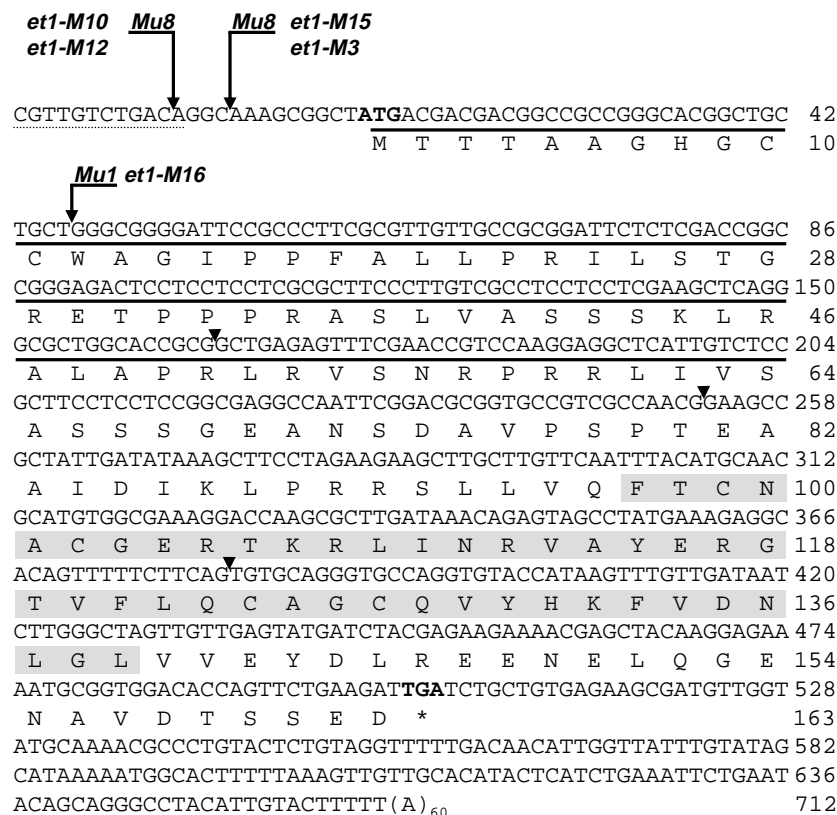 et1-M10 Mu8 Mu8 et1-M15
et1-M12 et1-M3
CGTTGTCTGACAGGCAAAGCGGCTATGACGACGACGGCCGCCGGGCACGGCTGC 42
M T T T A A G H G C 10
Mu1 et1-M16
TGCTGGGCGGGGATTCCGCCCTTCGCGTTGTTGCCGCGGATTCTCTCGACCGGC 86
C W A G I P P F A L L P R I L S T G 28
CGGGAGACTCCTCCTCCTCGCGCTTCCCTTGTCGCCTCCTCCTCGAAGCTCAGG 150
R E T P P P R A S L V A S S S K L R 46
GCGCTGGCACCGCGGCTGAGAGTTTCGAACCGTCCAAGGAGGCTCATTGTCTCC 204
A L A P R L R V S N R P R R L I V S 64
GCTTCCTCCTCCGGCGAGGCCAATTCGGACGCGGTGCCGTCGCCAACGGAAGCC 258
A S S S G E A N S D A V P S P T E A 82
GCTATTGATATAAAGCTTCCTAGAAGAAGCTTGCTTGTTCAATTTACATGCAAC 312
A I D I K L P R R S L L V Q F T C N 100
GCATGTGGCGAAAGGACCAAGCGCTTGATAAACAGAGTAGCCTATGAAAGAGGC 366
A C G E R T K R L I N R V A Y E R G 118
ACAGTTTTTCTTCAGTGTGCAGGGTGCCAGGTGTACCATAAGTTTGTTGATAAT 420
T V F L Q C A G C Q V Y H K F V D N 136
CTTGGGCTAGTTGTTGAGTATGATCTACGAGAAGAAAACGAGCTACAAGGAGAA 474
L G L V V E Y D L R E E N E L Q G E 154
AATGCGGTGGACACCAGTTCTGAAGATTGATCTGCTGTGAGAAGCGATGTTGGT 528
N A V D T S S E D * 163
ATGCAAAACGCCCTGTACTCTGTAGGTTTTTGACAACATTGGTTATTTGTATAG 582
CATAAAAATGGCACTTTTTAAAGTTGTTGCACATACTCATCTGAAATTCTGAAT 636
ACAGCAGGGCCTACATTGTACTTTTT(A)60 712